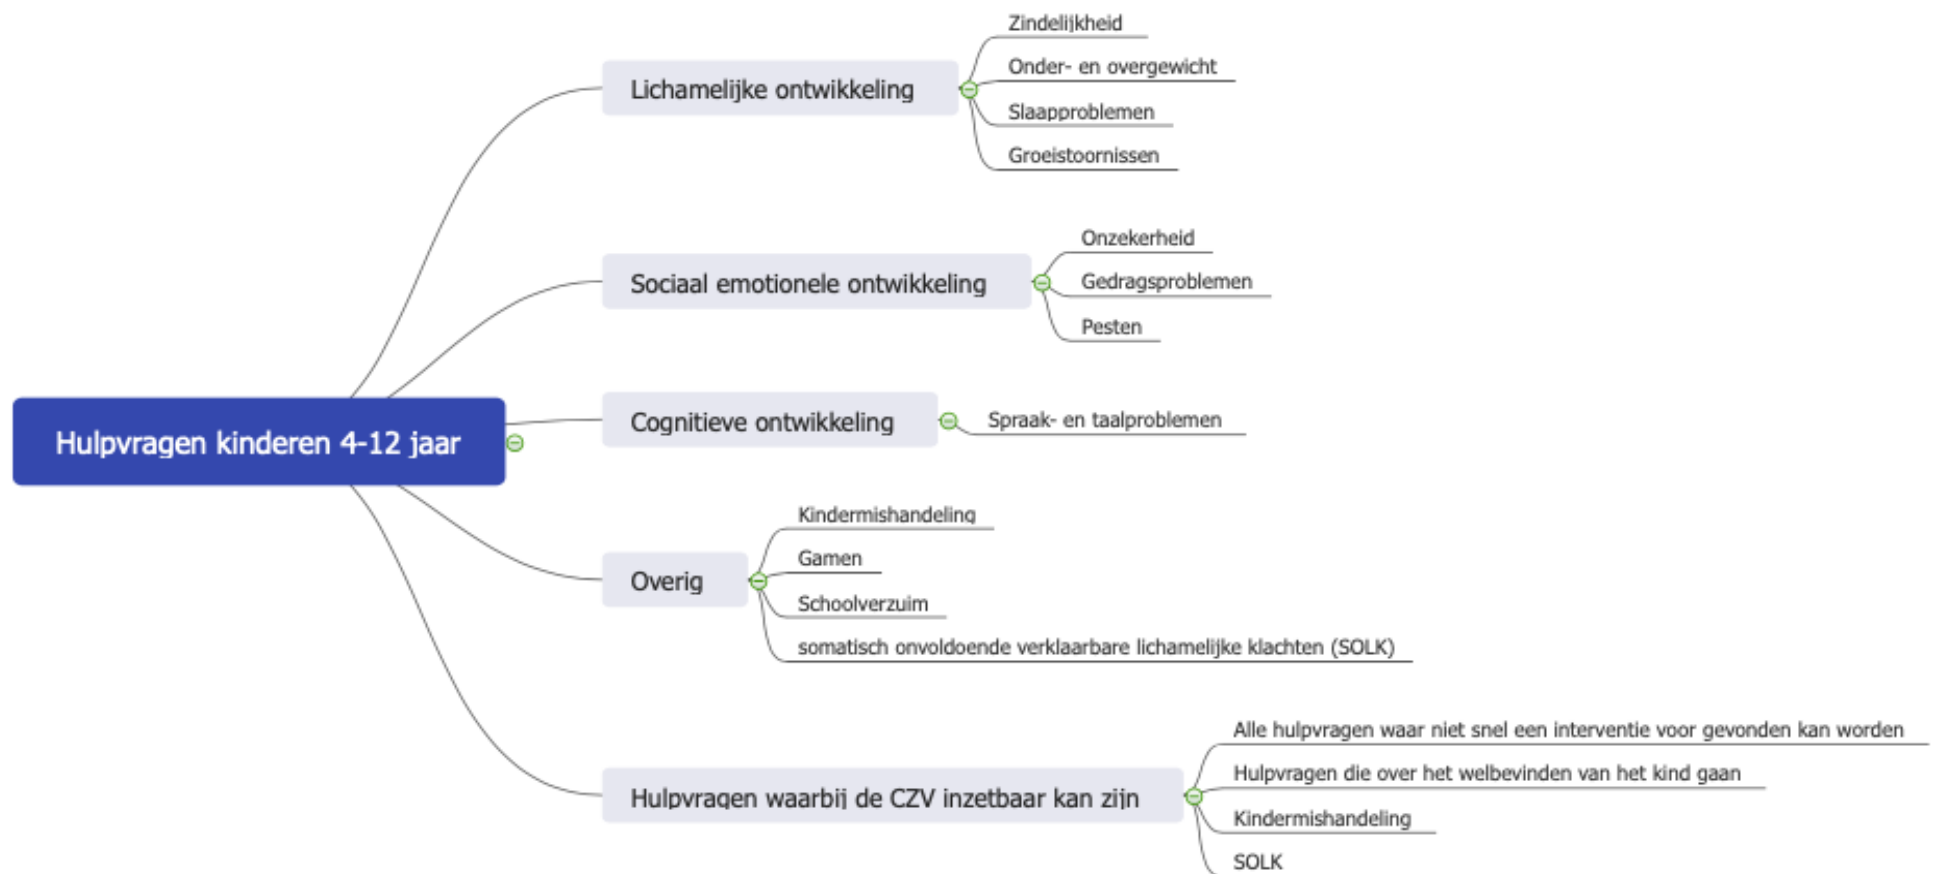 Hulpvragen kinderen 4-12 jaar
Lichamelijke ontwikkeling
Zindelijkheid
Onder- en overgewicht
Slaapproblemen
Groeistoornissen
Sociaal emotionele ontwikkeling
Onzekerheid
Gedragsproblemen
Pesten
Cognitieve ontwikkeling
Spraak- en taalproblemen
Overig
Kindermishandeling
Gamen
Schoolverzuim
somatisch onvoldoende verklaarbare lichamelijke klachten (SOLK)
Hulpvragen waarbij de CZV inzetbaar kan zijn
Alle hulpvragen waar niet snel een interventie voor gevonden kan worden
Hulpvragen die over het welbevinden van het kind gaan
Kindermishandeling
SOLK